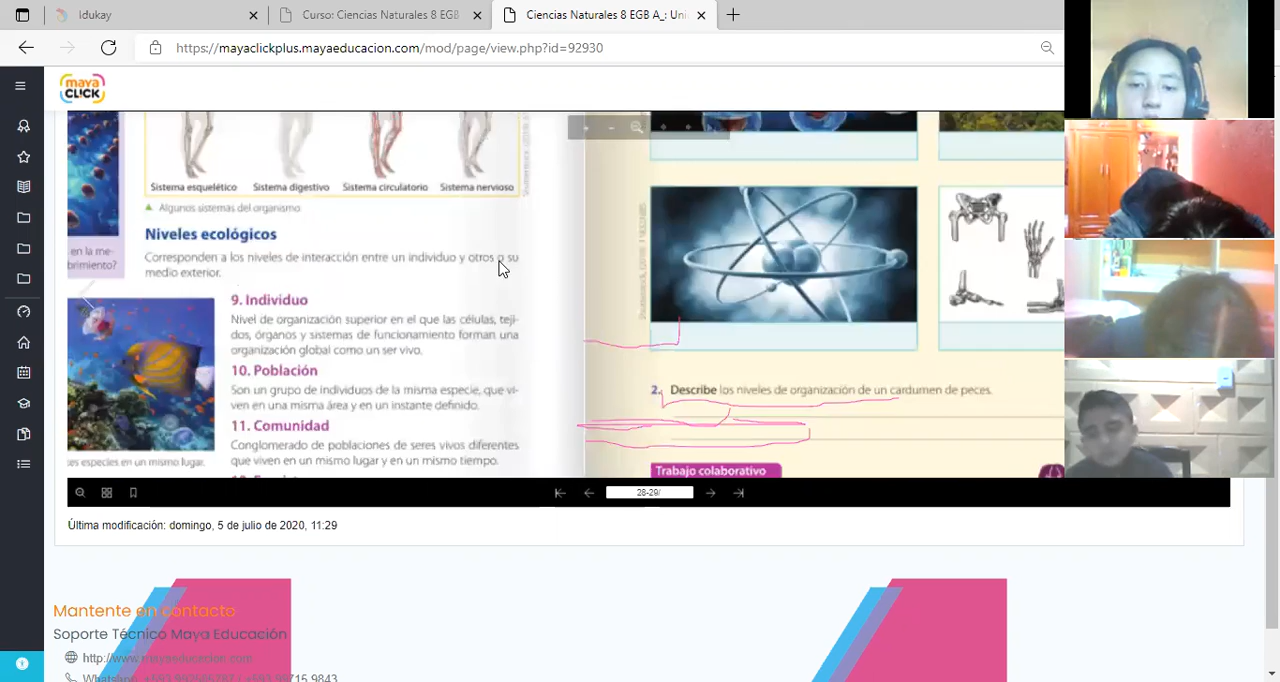 Idukay
Curso: Ciencias Naturales 8 EGB
Ciencias Naturales 8 EGB A_: Uni
https://mayaclickplus.mayaeducacion.com/mod/page/view.php?id=92930
maya
CLICK
Sistema esquelético Sistema digestivo Sistema circulatorio Sistema nervioso
Algunos sistemas del organismo
en la me-
brimiento?
Niveles ecológicos
Corresponden a los niveles de interacción entre un individuo y otros o su
medio exterior.
9. Individuo
Nivel de organización superior en el que las células, teji-
dos, órganos y sistemas de funcionamiento forman una
organización global como un ser vivo.
10. Población
Son un grupo de individuos de la misma especie, que vi-
ven en una misma área y en un instante definido.
11. Comunidad
Conglomerado de poblaciones de seres vivos diferentes
que viven en un mismo lugar y en un mismo tiempo.
es especies en un mismo lugar.
2. Describe los niveles de organización de un cardumen de peces.
Trabajo colaborativo
28-29/
Última modificación: domingo, 5 de julio de 2020, 11:29
Mantente en contacto
Soporte Técnico Maya Educación
http://www.mayaeducacion.com